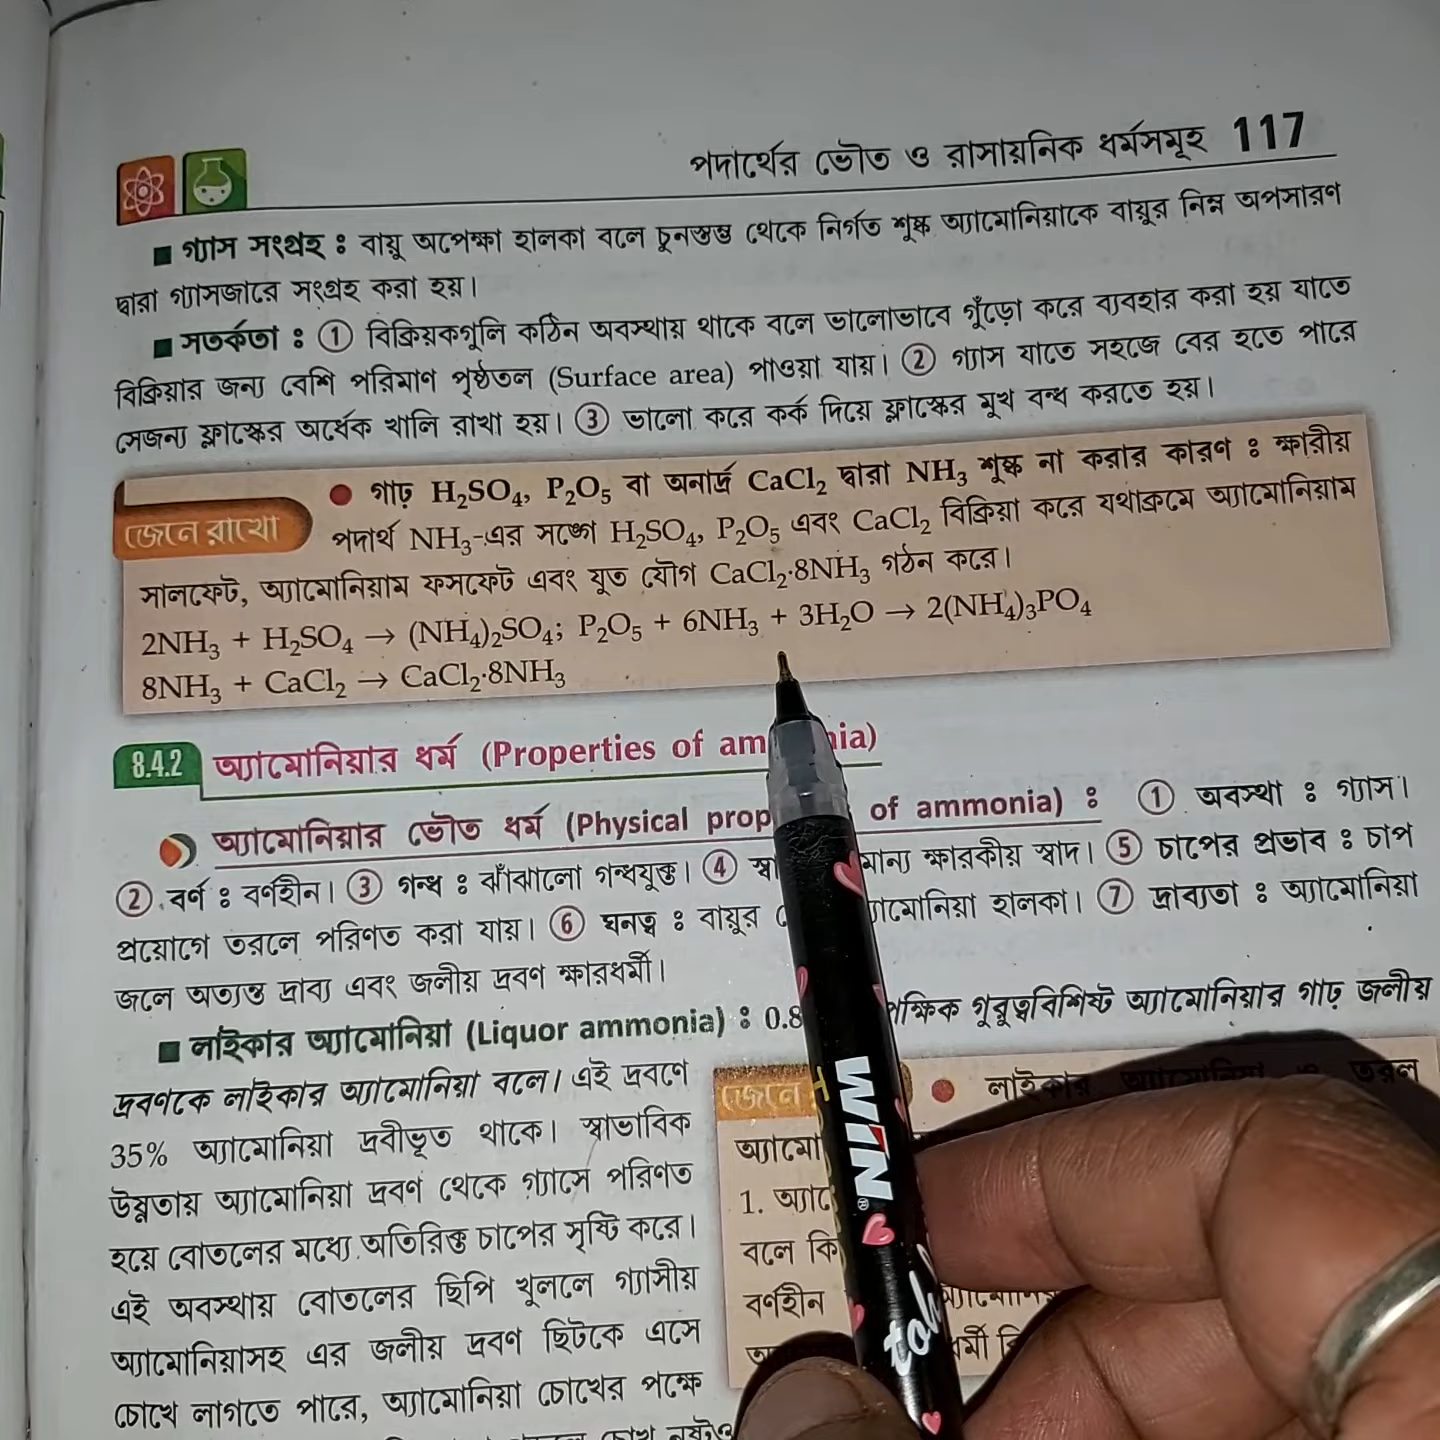 পদার্থের ভৌত ও রাসায়নিক ধর্মসমূহ 117
■ গ্যাস সংগ্রহ : বায়ু অপেক্ষা হালকা বলে চুনস্তম্ভ থেকে নির্গত শুষ্ক অ্যামোনিয়াকে বায়ুর নিম্ন অপসারণ
দ্বারা গ্যাসজারে সংগ্রহ করা হয়।
■ সতর্কতা : ① বিক্রিয়কগুলি কঠিন অবস্থায় থাকে বলে ভালোভাবে গুঁড়ো করে ব্যবহার করা হয় যাতে
বিক্রিয়ার জন্য বেশি পরিমাণ পৃষ্ঠতল (Surface area) পাওয়া যায়। ② গ্যাস যাতে সহজে বের হতে পারে
সেজন্য ফ্লাস্কের অর্ধেক খালি রাখা হয়। ③ ভালো করে কর্ক দিয়ে ফ্লাস্কের মুখ বন্ধ করতে হয়।
জেনে রাখো
● গাঢ় H₂SO₄, P₂O₅ বা অনার্দ্র CaCl₂ দ্বারা NH₃ শুষ্ক না করার কারণ : ক্ষারীয়
পদার্থ NH₃-এর সঙ্গে H₂SO₄, P₂O₅ এবং CaCl₂ বিক্রিয়া করে যথাক্রমে অ্যামোনিয়াম
সালফেট, অ্যামোনিয়াম ফসফেট এবং যুত যৌগ CaCl₂·8NH₃ গঠন করে।
2NH₃ + H₂SO₄ → (NH₄)₂SO₄; P₂O₅ + 6NH₃ + 3H₂O → 2(NH₄)₃PO₄
8NH₃ + CaCl₂ → CaCl₂·8NH₃
8.4.2 অ্যামোনিয়ার ধর্ম (Properties of am nia)
অ্যামোনিয়ার ভৌত ধর্ম (Physical prop of ammonia) : ① অবস্থা : গ্যাস।
② বর্ণ : বর্ণহীন। ③ গন্ধ : ঝাঁঝালো গন্ধযুক্ত। ④ ক্ষারকীয় স্বাদ। ⑤ চাপের প্রভাব : চাপ
প্রয়োগে তরলে পরিণত করা যায়। ⑥ ঘনত্ব : বায়ুর হালকা। ⑦ দ্রাব্যতা : অ্যামোনিয়া
জলে অত্যন্ত দ্রাব্য এবং জলীয় দ্রবণ ক্ষারধর্মী।
■ লাইকার অ্যামোনিয়া (Liquor ammonia) : 0.8 গুরুত্ববিশিষ্ট অ্যামোনিয়ার গাঢ় জলীয়
দ্রবণকে লাইকার অ্যামোনিয়া বলে। এই দ্রবণে
35% অ্যামোনিয়া দ্রবীভূত থাকে। স্বাভাবিক
উষ্ণতায় অ্যামোনিয়া দ্রবণ থেকে গ্যাসে পরিণত
হয়ে বোতলের মধ্যে অতিরিক্ত চাপের সৃষ্টি করে।
এই অবস্থায় বোতলের ছিপি খুললে গ্যাসীয়
অ্যামোনিয়াসহ এর জলীয় দ্রবণ ছিটকে এসে
চোখে লাগতে পারে, অ্যামোনিয়া চোখের পক্ষে
জেনে
● লাইকার অ্যামোনিয়া ও তরল
1.
বলে
বর্ণহীন
WIN